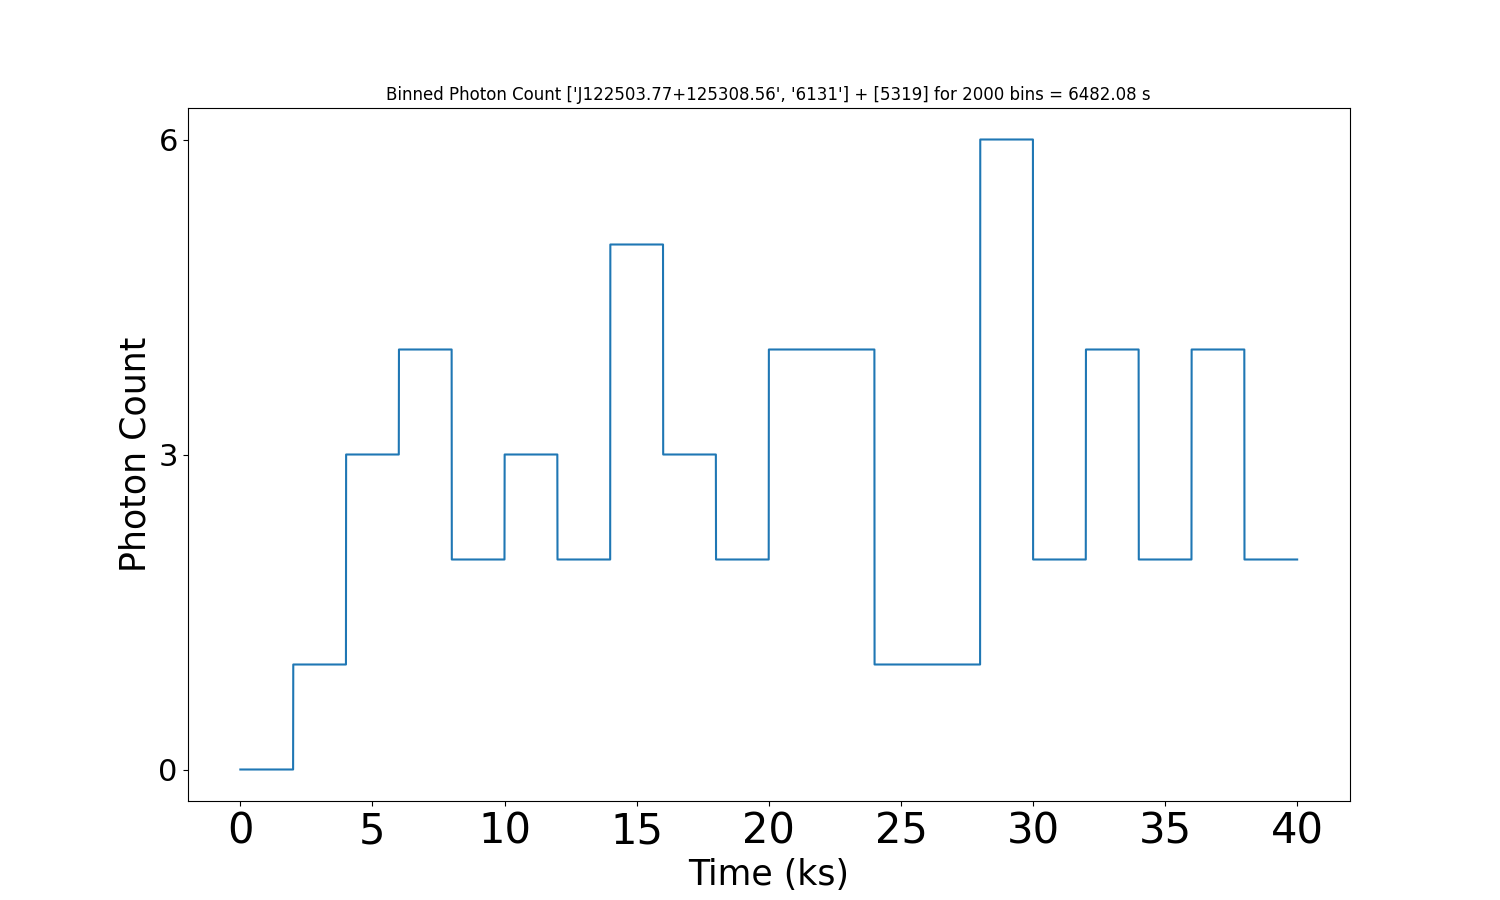 Binned Photon Count ['J122503.77+125308.56', '6131'] + [5319] for 2000 bins = 6482.08 s
6
3
0
Photon Count
0 5 10 15 20 25 30 35 40
Time (ks)